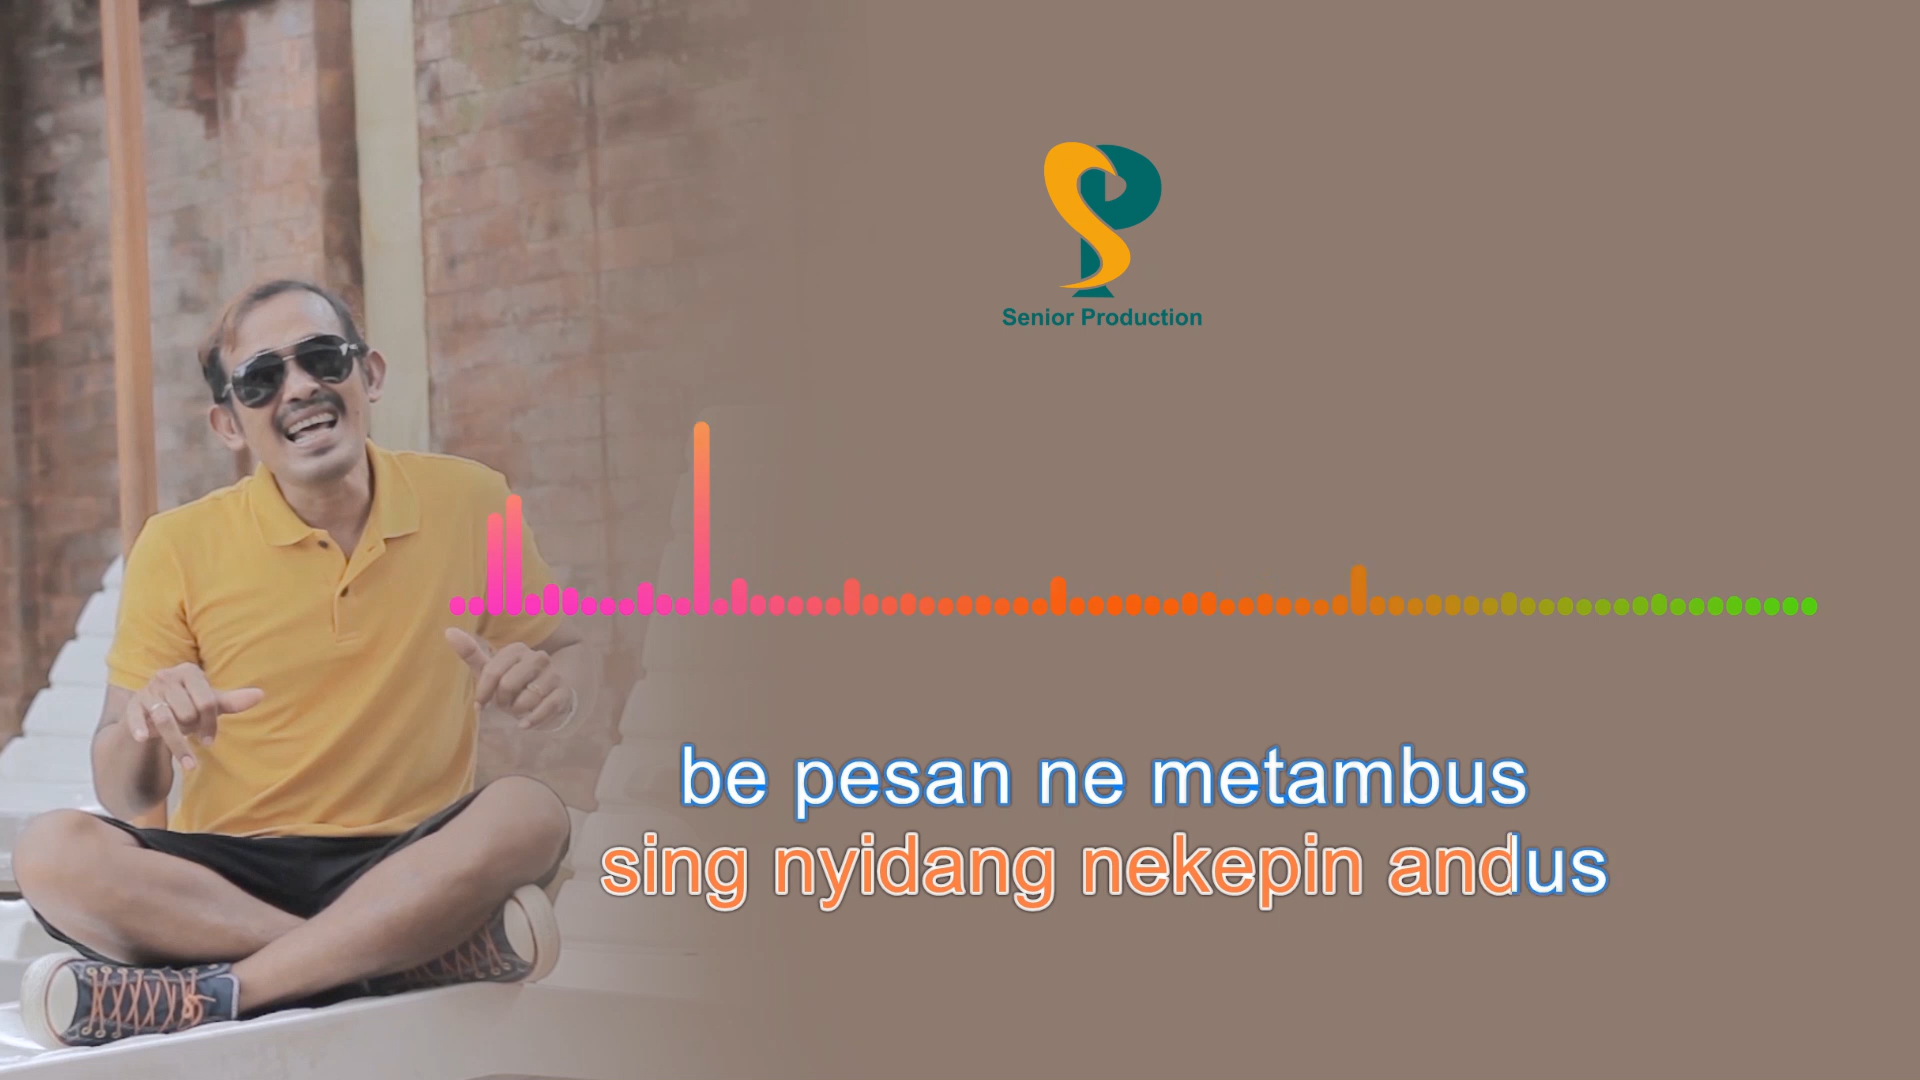 Senior Production
be pesan ne metambus
sing nyidang nekepin andus